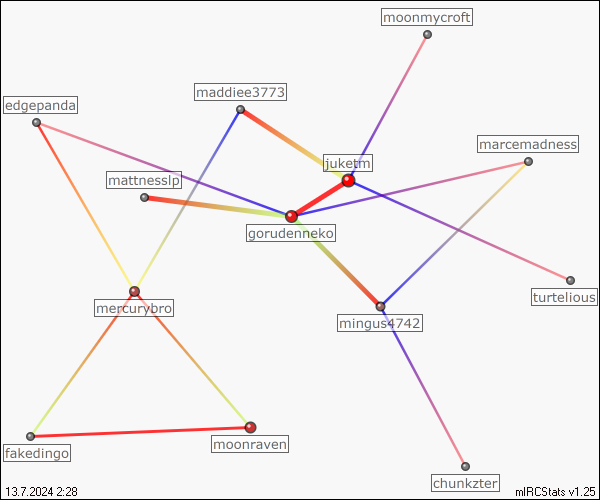 moonmycroft
maddiee3773
edgepanda
marcemadness
juketm
mattnesslp
gorudenneko
turtelious
mercurybro
mingus4742
moonraven
fakedingo
chunkzter
13.7.2024 2:28
mIRCStats v1.25